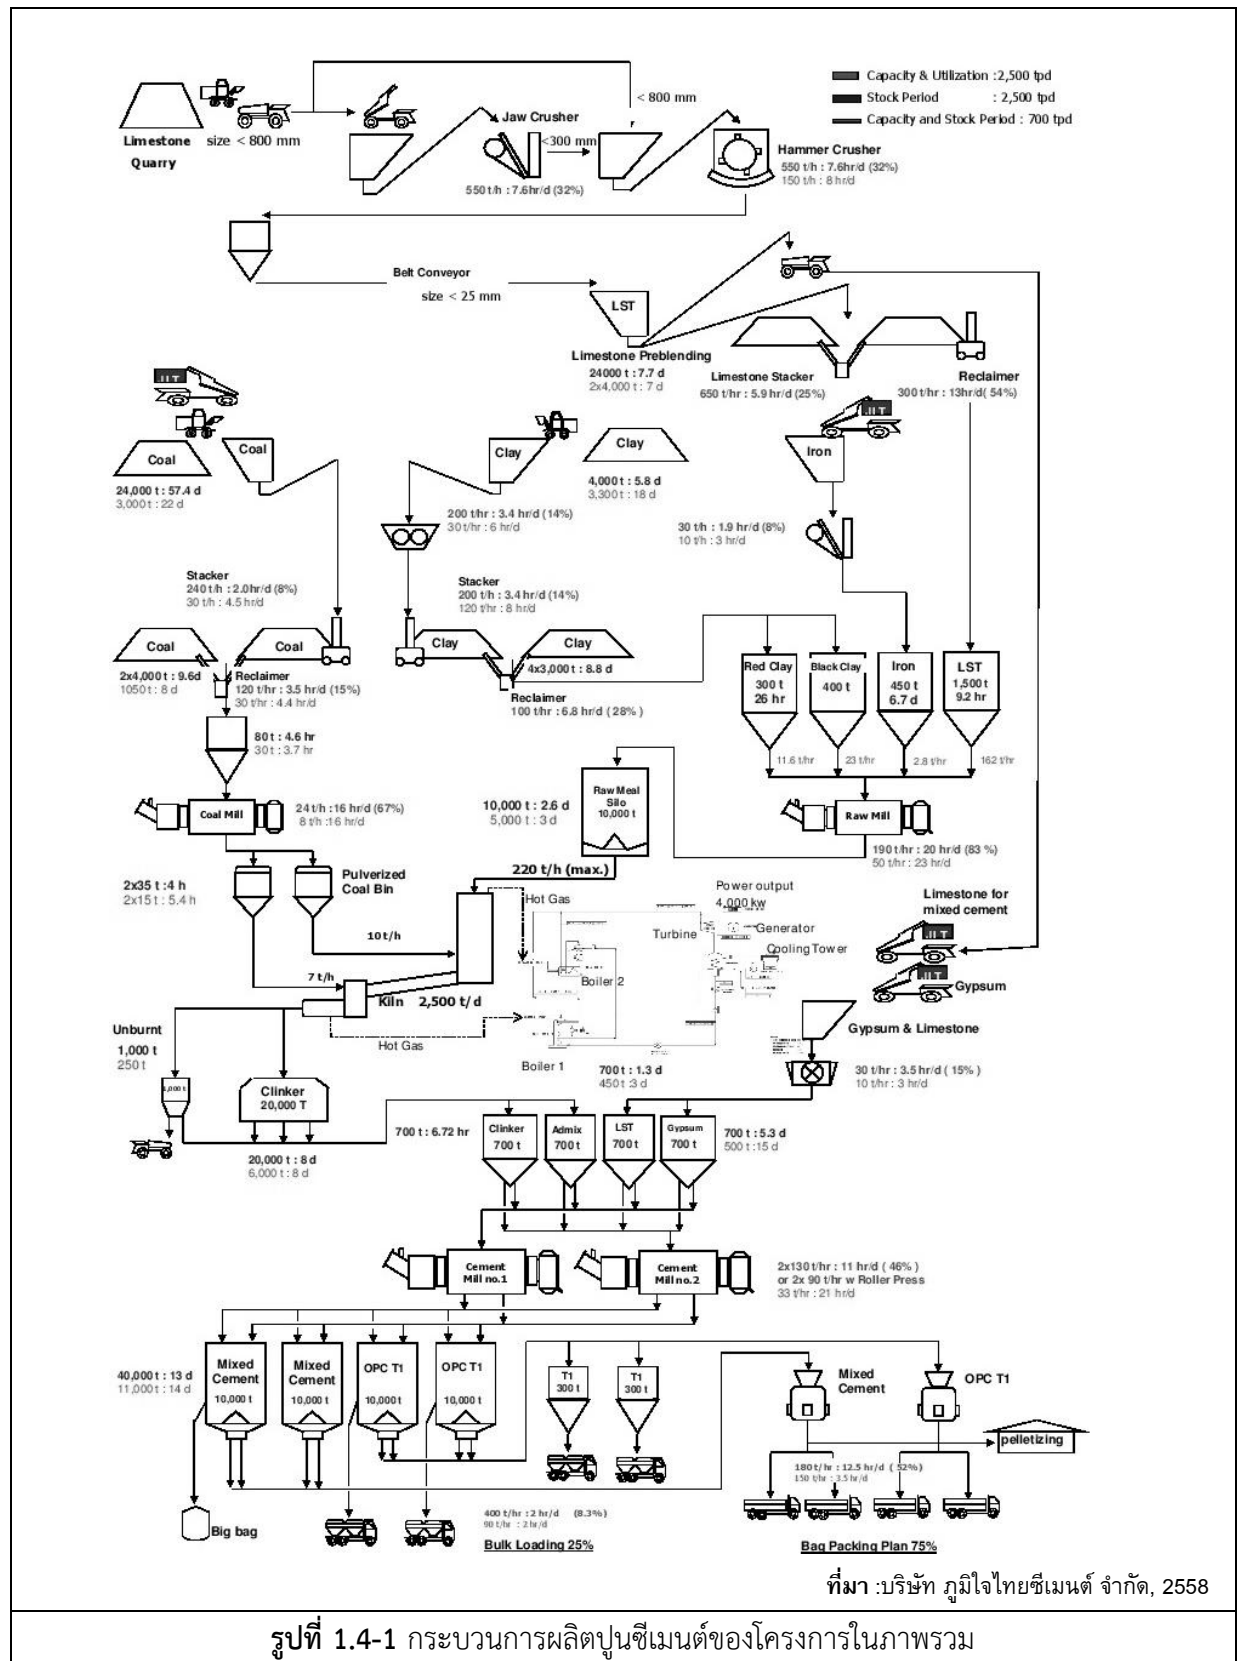 Capacity & Utilization : 2,500 tpd
Stock Period : 2,500 tpd
Capacity and Stock Period : 700 tpd
Limestone
Quarry
size < 800 mm
Jaw Crusher
<300 mm
< 800 mm
550 t/h : 7.6hr/d (32%)
Hammer Crusher
550 t/h : 7.6hr/d (32%)
150 t/h : 8 hr/d
Belt Conveyor
size < 25 mm
LST
Limestone Preblending
24000 t : 7.7 d
2x4,000 t : 7 d
Limestone Stacker
650 t/hr : 5.9 hr/d (25%)
Reclaimer
300 t/hr : 13hr/d( 54%)
Coal
Coal
24,000 t : 57.4 d
3,000 t : 22 d
Clay
Clay
4,000 t : 5.8 d
3,300 t : 18 d
Iron
200 t/hr : 3.4 hr/d (14%)
30 t/hr : 6 hr/d
30 t/h : 1.9 hr/d (8%)
10 t/h : 3 hr/d
Stacker
240 t/h : 2.0hr/d (8%)
30 t/h : 4.5 hr/d
Stacker
200 t/h : 3.4 hr/d (14%)
120 t/hr : 8 hr/d
Coal
Coal
Clay
Clay
2x4,000 t : 9.6d
1050 t : 8 d
Reclaimer
120 t/hr : 3.5 hr/d (15%)
30 t/hr : 4.4 hr/d
4x3,000 t : 8.8 d
Reclaimer
100 t/hr : 6.8 hr/d ( 28% )
Red Clay
300 t
26 hr
Black Clay
400 t
Iron
450 t
6.7 d
LST
1,500 t
9.2 hr
80 t : 4.6 hr
30 t : 3.7 hr
11.6 t/hr
23 t/hr
2.8 t/hr
162 t/hr
Coal Mill
24 t/h :16 hr/d (67%)
8 t/h :16 hr/d
10,000 t : 2.6 d
5,000 t : 3 d
Raw Meal
Silo
10,000 t
Raw Mill
190 t/hr : 20 hr/d (83 %)
50 t/hr : 23 hr/d
220 t/h (max.)
2x35 t :4 h
2x15 t : 5.4 h
Pulverized
Coal Bin
Hot Gas
Power output
4,000 kw
Turbine
Generator
Cooling Tower
Limestone for
mixed cement
10 t/h
7 t/h
Boiler 2
Kiln 2,500 t/ d
Gypsum
Gypsum & Limestone
Unburnt
1,000 t
250 t
Hot Gas
Boiler 1
700 t : 1.3 d
450 t :3 d
30 t/hr : 3.5 hr/d ( 15% )
10 t/hr : 3 hr/d
1,000 t
Clinker
20,000 T
700 t : 6.72 hr
Clinker
700 t
Admix
700 t
LST
700 t
Gypsum
700 t
700 t : 5.3 d
500 t :15 d
20,000 t : 8 d
6,000 t : 8 d
Cement
Mill no.1
Cement
Mill no.2
2x130 t/hr : 11 hr/d ( 46% )
or 2x 90 t/hr w Roller Press
33 t/hr : 21 hr/d
40,000 t : 13 d
11,000 t : 14 d
Mixed
Cement
10,000 t
Mixed
Cement
10,000 t
OPC T1
10,000 t
OPC T1
10,000 t
T1
300 t
T1
300 t
Mixed
Cement
OPC T1
pelletizing
180 t/hr : 12.5 hr/d ( 52%)
150 t/hr : 3.5 hr/d
Big bag
400 t/hr : 2 hr/d (8.3%)
90 t/hr : 2 hr/d
Bulk Loading 25%
Bag Packing Plan 75%
ที่มา :บริษัท ภูมิใจไทยซีเมนต์ จำกัด, 2558
รูปที่ 1.4-1 กระบวนการผลิตปูนซีเมนต์ของโครงการในภาพรวม